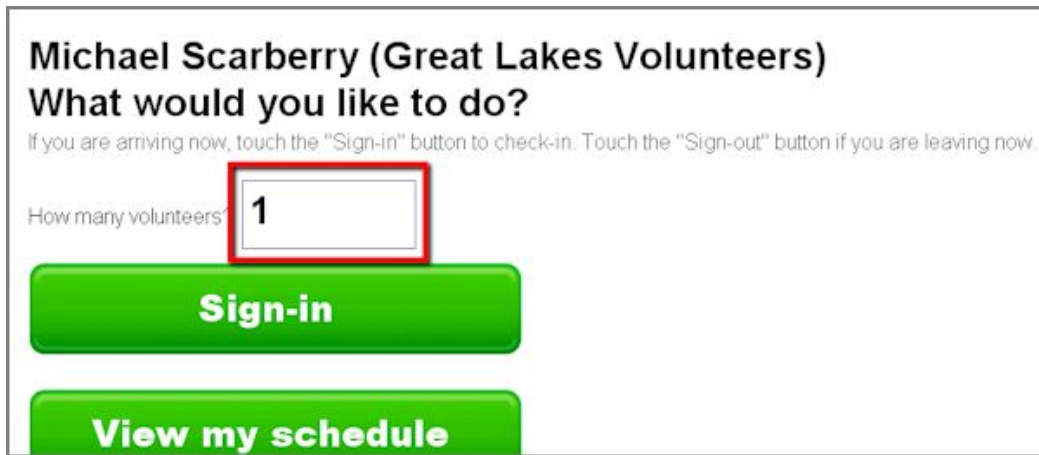 Michael Scarberry (Great Lakes Volunteers)
What would you like to do?
If you are arriving now, touch the "Sign-in" button to check-in. Touch the "Sign-out" button if you are leaving now.
How many volunteers? 1
Sign-in
View my schedule